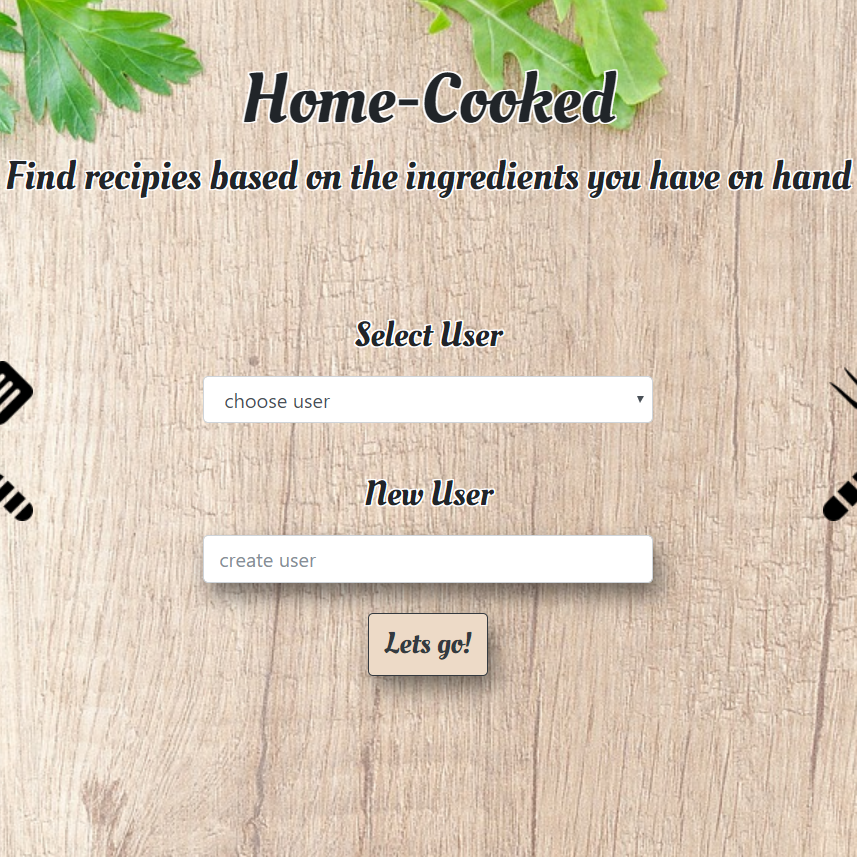 Home-Cooked
Find recipies based on the ingredients you have on hand
Select User
choose user
New User
create user
Lets go!